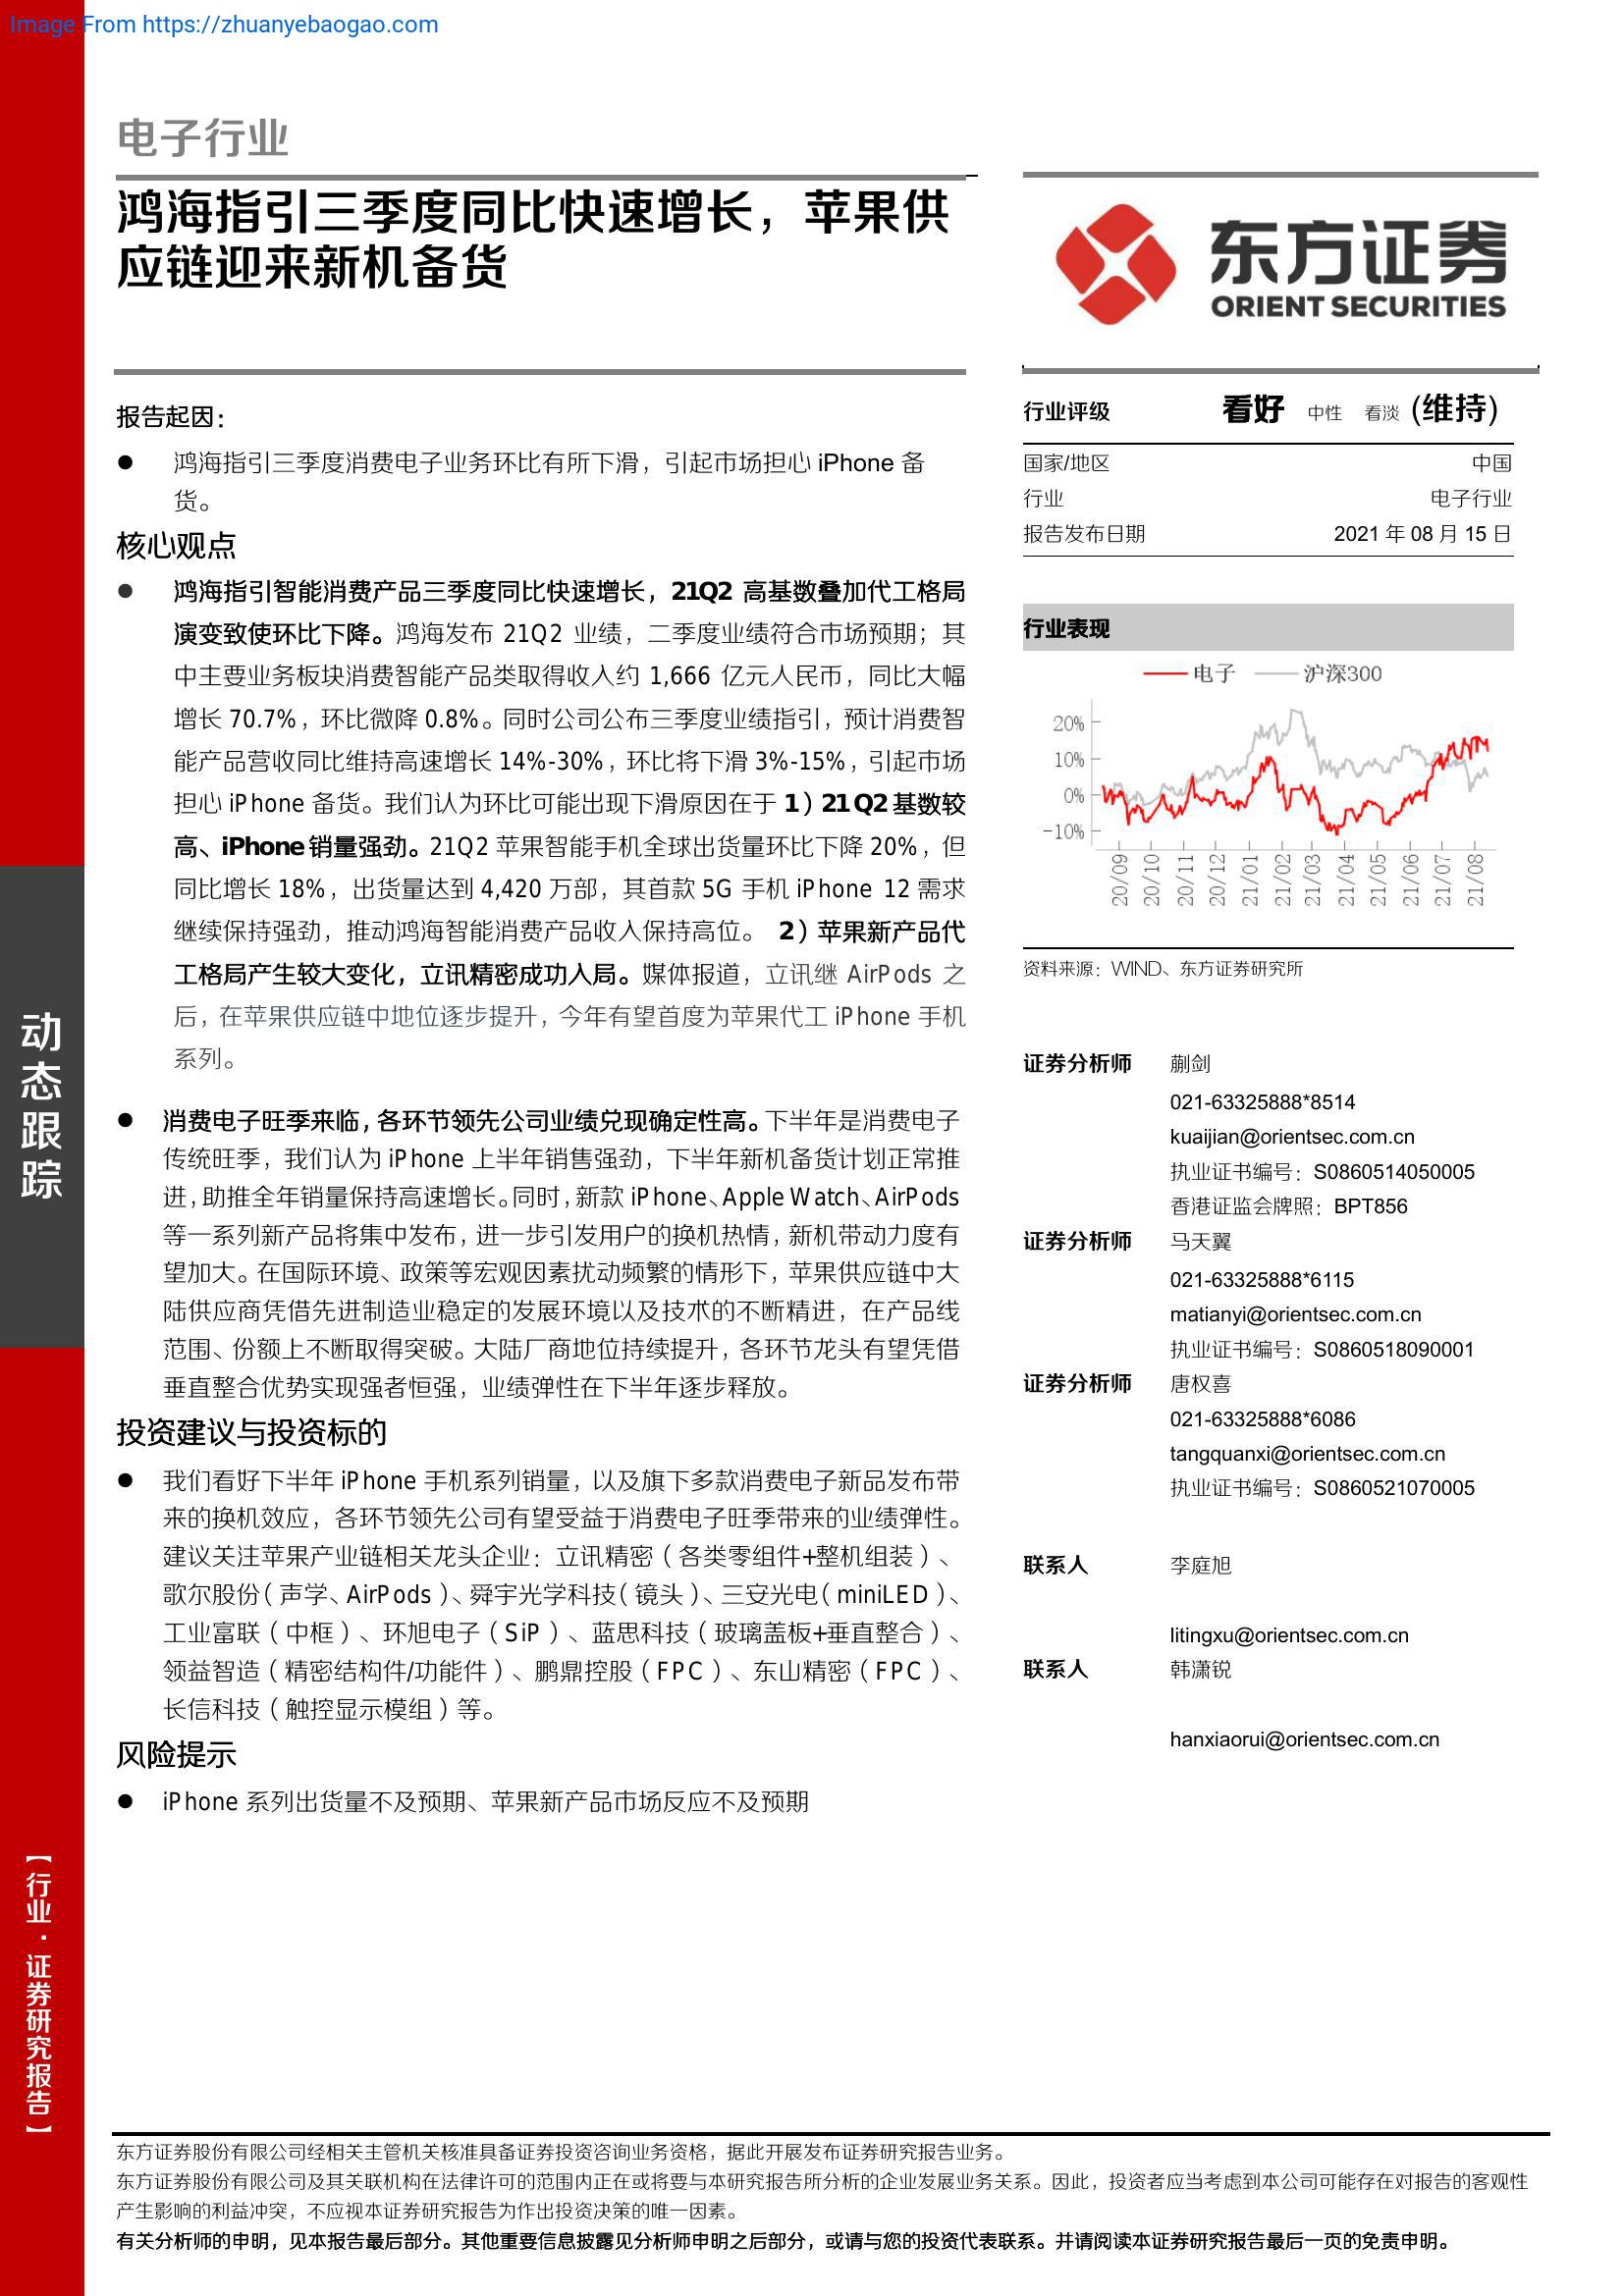 Image From https://zhuanyebaogao.com
电子行业
鸿海指引三季度同比快速增长，苹果供
应链迎来新机备货
东方证券
ORIENT SECURITIES
报告起因：
● 鸿海指引三季度消费电子业务环比有所下滑，引起市场担心 iPhone 备
货。
核心观点
● 鸿海指引智能消费产品三季度同比快速增长，21Q2 高基数叠加代工格局
演变致使环比下降。鸿海发布 21Q2 业绩，二季度业绩符合市场预期；其
中主要业务板块消费智能产品类取得收入约 1,666 亿元人民币，同比大幅
增长 70.7%，环比微降 0.8%。同时公司公布三季度业绩指引，预计消费智
能产品营收同比维持高速增长 14%-30%，环比将下滑 3%-15%，引起市场
担心 iPhone 备货。我们认为环比可能出现下滑原因在于 1）21Q2 基数较
高、iPhone 销量强劲。21Q2 苹果智能手机全球出货量环比下降 20%，但
同比增长 18%，出货量达到 4,420 万部，其首款 5G 手机 iPhone 12 需求
继续保持强劲，推动鸿海智能消费产品收入保持高位。 2）苹果新产品代
工格局产生较大变化，立讯精密成功入局。媒体报道，立讯继 AirPods 之
后，在苹果供应链中地位逐步提升，今年有望首度为苹果代工 iPhone 手机
系列。
● 消费电子旺季来临，各环节领先公司业绩兑现确定性高。下半年是消费电子
传统旺季，我们认为 iPhone 上半年销售强劲，下半年新机备货计划正常推
进，助推全年销量保持高速增长。同时，新款 iPhone、Apple Watch、AirPods
等一系列新产品将集中发布，进一步引发用户的换机热情，新机带动力度有
望加大。在国际环境、政策等宏观因素扰动频繁的情形下，苹果供应链中大
陆供应商凭借先进制造业稳定的发展环境以及技术的不断精进，在产品线
范围、份额上不断取得突破。大陆厂商地位持续提升，各环节龙头有望凭借
垂直整合优势实现强者恒强，业绩弹性在下半年逐步释放。
投资建议与投资标的
● 我们看好下半年 iPhone 手机系列销量，以及旗下多款消费电子新品发布带
来的换机效应，各环节领先公司有望受益于消费电子旺季带来的业绩弹性。
建议关注苹果产业链相关龙头企业：立讯精密（各类零组件+整机组装）、
歌尔股份（声学、AirPods）、舜宇光学科技（镜头）、三安光电（miniLED）、
工业富联（中框）、环旭电子（SiP）、蓝思科技（玻璃盖板+垂直整合）、
领益智造（精密结构件/功能件）、鹏鼎控股（FPC）、东山精密（FPC）、
长信科技（触控显示模组）等。
风险提示
● iPhone 系列出货量不及预期、苹果新产品市场反应不及预期
行业评级 看好 中性 看淡 (维持)
国家/地区 中国
行业 电子行业
报告发布日期 2021 年 08 月 15 日
行业表现
电子 沪深300
20%
10%
0%
-10%
20/09 20/10 20/11 20/12 21/01 21/02 21/03 21/04 21/05 21/06 21/07 21/08
资料来源：WIND、东方证券研究所
证券分析师 蒯剑
021-63325888*8514
kuaijian@orientsec.com.cn
执业证书编号：S0860514050005
香港证监会牌照：BPT856
证券分析师 马天翼
021-63325888*6115
matianyi@orientsec.com.cn
执业证书编号：S0860518090001
证券分析师 唐权喜
021-63325888*6086
tangquanxi@orientsec.com.cn
执业证书编号：S0860521070005
联系人 李庭旭
litingxu@orientsec.com.cn
联系人 韩潇锐
hanxiaorui@orientsec.com.cn
动态跟踪
【行业·证券研究报告】
东方证券股份有限公司经相关主管机关核准具备证券投资咨询业务资格，据此开展发布证券研究报告业务。
东方证券股份有限公司及其关联机构在法律许可的范围内正在或将要与本研究报告所分析的企业发展业务关系。因此，投资者应当考虑到本公司可能存在对报告的客观性
产生影响的利益冲突，不应视本证券研究报告为作出投资决策的唯一因素。
有关分析师的申明，见本报告最后部分。其他重要信息披露见分析师申明之后部分，或请与您的投资代表联系。并请阅读本证券研究报告最后一页的免责申明。